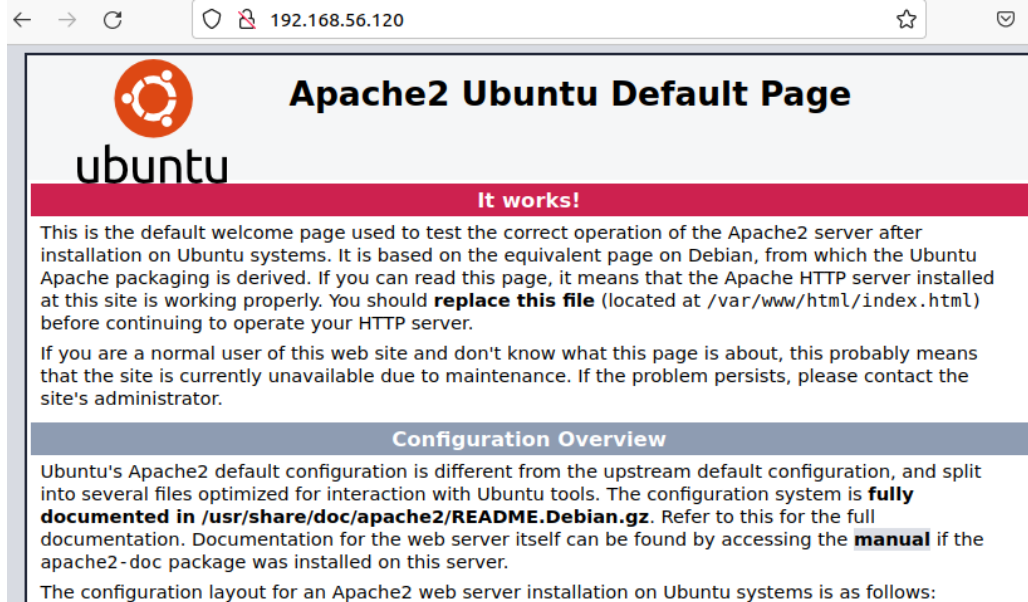 192.168.56.120
Apache2 Ubuntu Default Page
ubuntu
It works!
This is the default welcome page used to test the correct operation of the Apache2 server after
installation on Ubuntu systems. It is based on the equivalent page on Debian, from which the Ubuntu
Apache packaging is derived. If you can read this page, it means that the Apache HTTP server installed
at this site is working properly. You should replace this file (located at /var/www/html/index.html)
before continuing to operate your HTTP server.
If you are a normal user of this web site and don't know what this page is about, this probably means
that the site is currently unavailable due to maintenance. If the problem persists, please contact the
site's administrator.
Configuration Overview
Ubuntu's Apache2 default configuration is different from the upstream default configuration, and split
into several files optimized for interaction with Ubuntu tools. The configuration system is fully
documented in /usr/share/doc/apache2/README.Debian.gz. Refer to this for the full
documentation. Documentation for the web server itself can be found by accessing the manual if the
apache2-doc package was installed on this server.
The configuration layout for an Apache2 web server installation on Ubuntu systems is as follows: